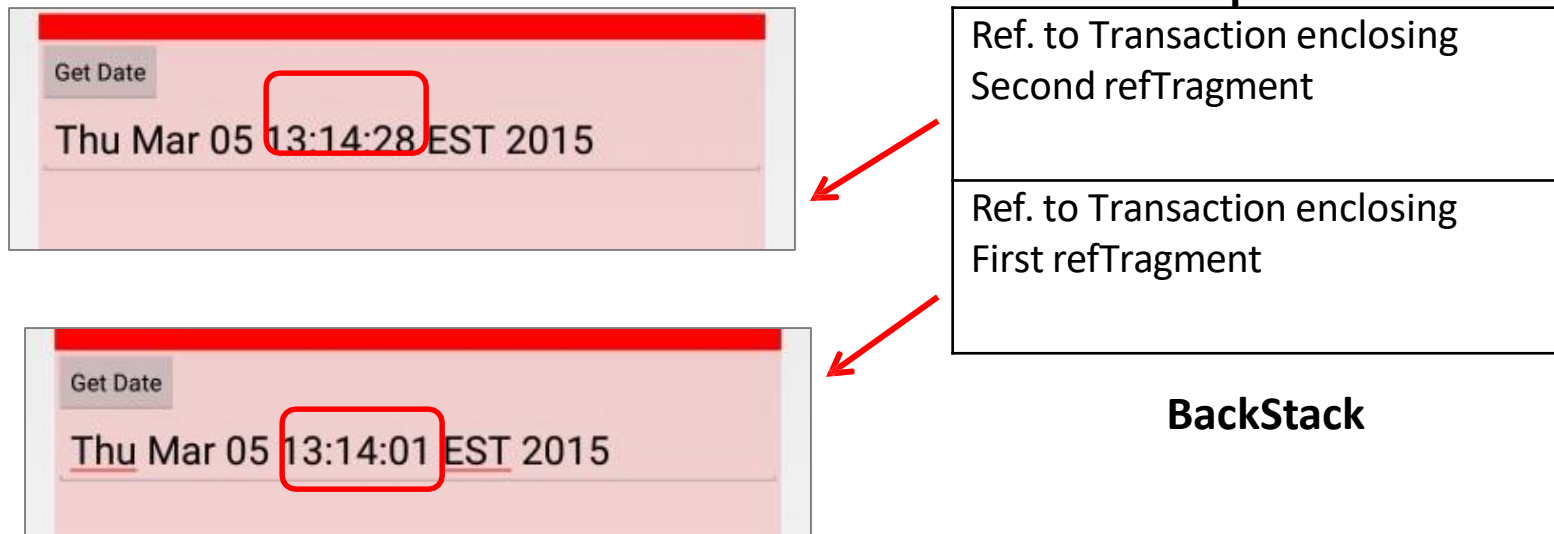 Get Date
Thu Mar 05 13:14:28 EST 2015
Get Date
Thu Mar 05 13:14:01 EST 2015
Ref. to Transaction enclosing
Second refTragment
Ref. to Transaction enclosing
First refTragment
BackStack